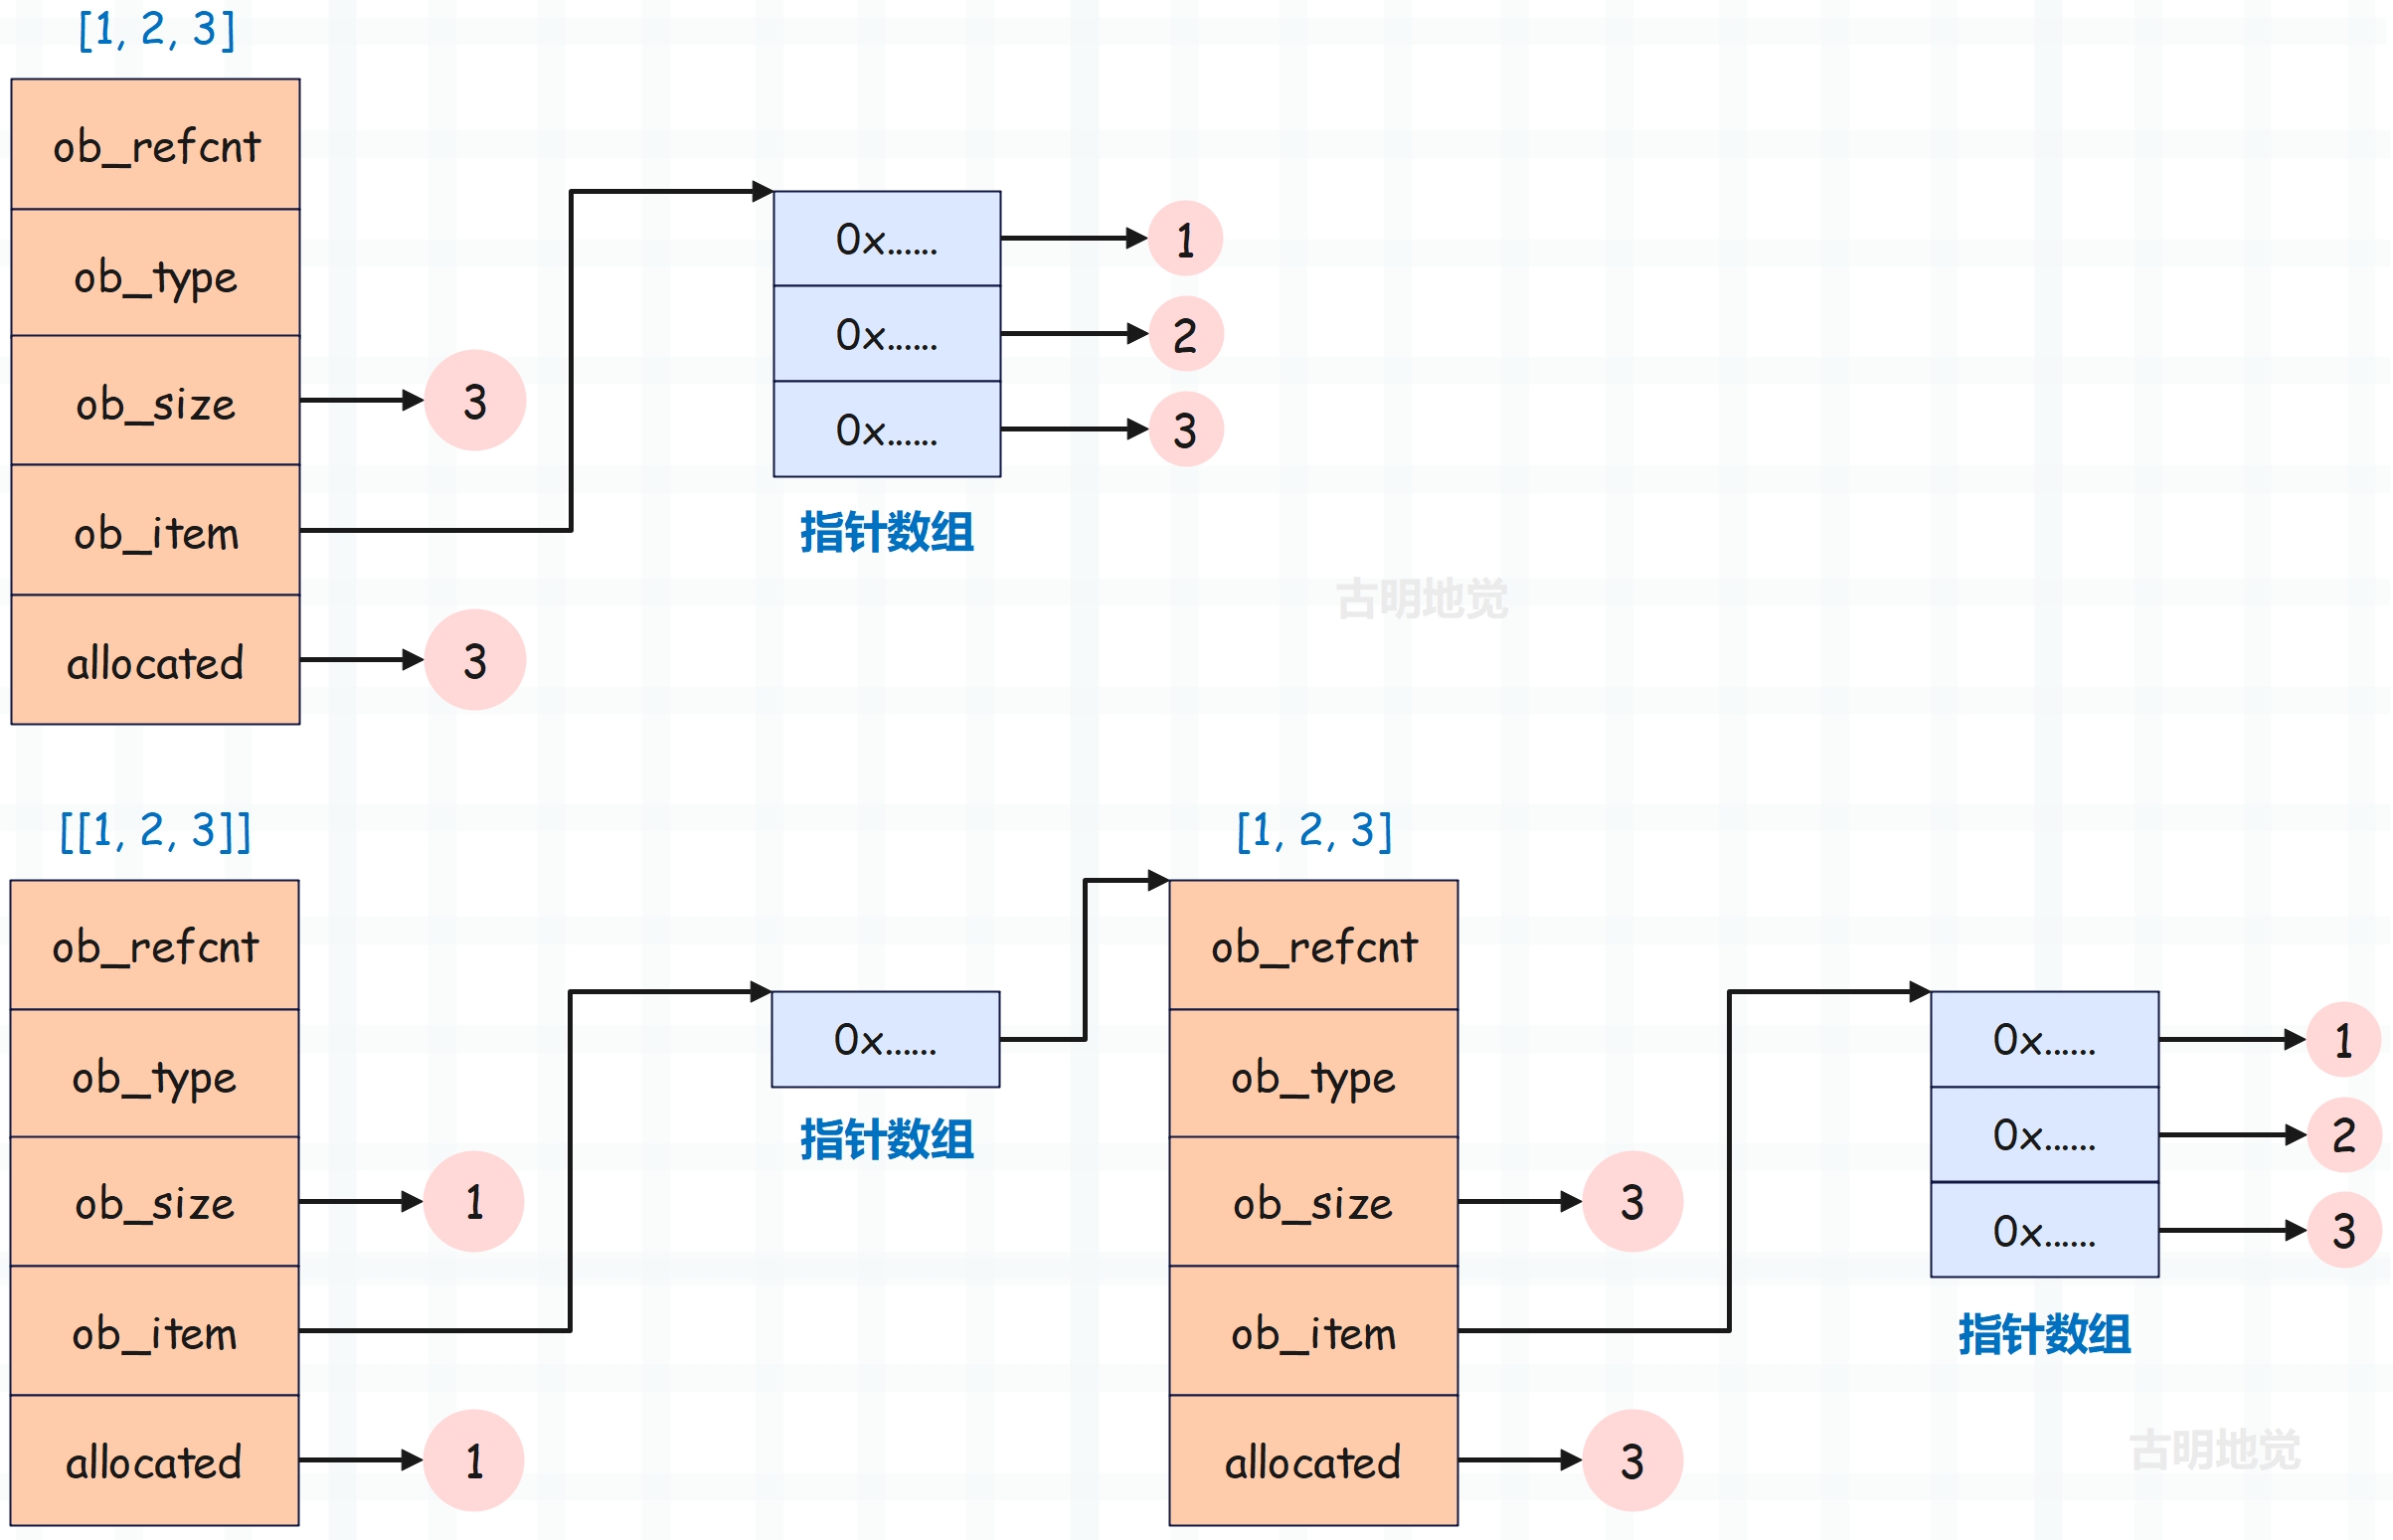 [1, 2, 3]
ob_refcnt
ob_type
ob_size
3
ob_item
allocated
3
0x......
1
0x......
2
0x......
3
指针数组
古明地觉
[[1, 2, 3]]
ob_refcnt
ob_type
ob_size
1
ob_item
allocated
1
0x......
指针数组
[1, 2, 3]
ob_refcnt
ob_type
ob_size
3
ob_item
allocated
3
0x......
1
0x......
2
0x......
3
指针数组
古明地觉